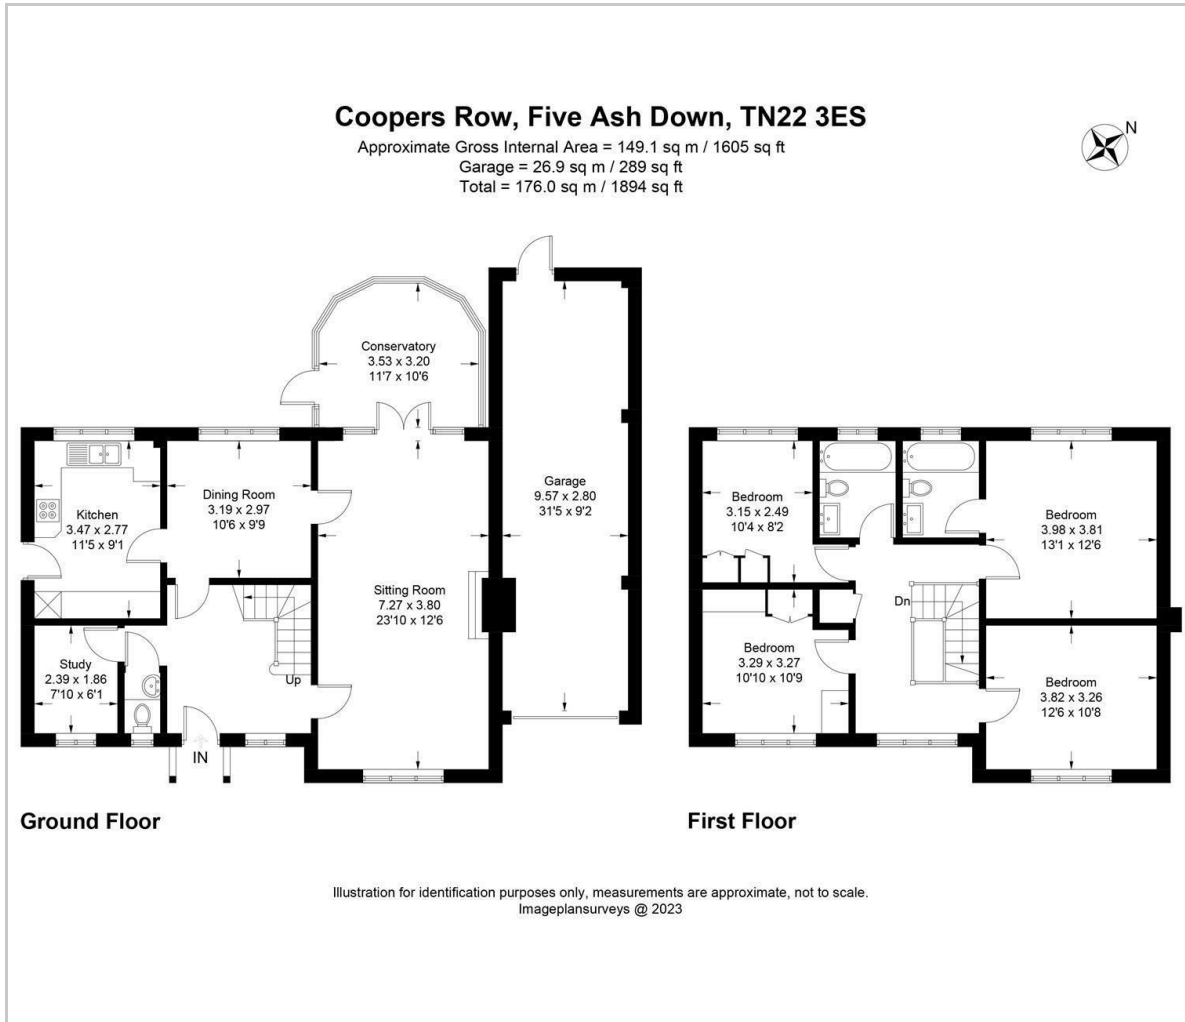 Coopers Row, Five Ash Down, TN22 3ES
Approximate Gross Internal Area = 149.1 sq m / 1605 sq ft
Garage = 26.9 sq m / 289 sq ft
Total = 176.0 sq m / 1894 sq ft
N
Conservatory
3.53 x 3.20
11'7 x 10'6
Kitchen
3.47 x 2.77
11'5 x 9'1
Dining Room
3.19 x 2.97
10'6 x 9'9
Sitting Room
7.27 x 3.80
23'10 x 12'6
Garage
9.57 x 2.80
31'5 x 9'2
Study
2.39 x 1.86
7'10 x 6'1
Up
IN
Ground Floor
Bedroom
3.15 x 2.49
10'4 x 8'2
Bedroom
3.98 x 3.81
13'1 x 12'6
Dn
Bedroom
3.29 x 3.27
10'10 x 10'9
Bedroom
3.82 x 3.26
12'6 x 10'8
First Floor
Illustration for identification purposes only, measurements are approximate, not to scale.
Imageplansurveys @ 2023